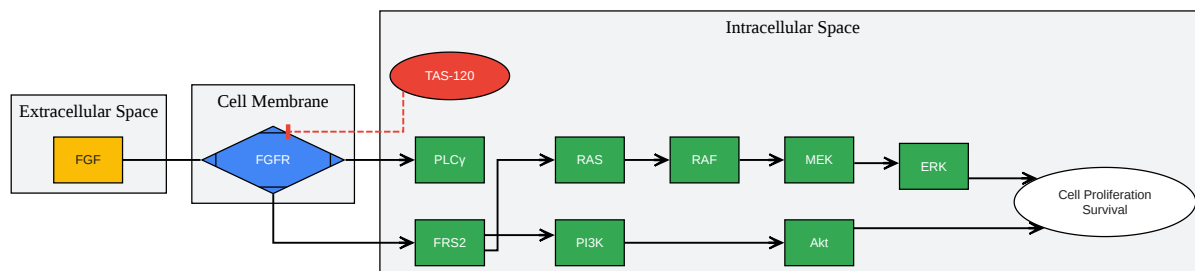 Intracellular Space
TAS-120
Cell Membrane
Extracellular Space
FGF
FGFR
PLCγ
RAS
RAF
MEK
ERK
Cell Proliferation
Survival
FRS2
PI3K
Akt